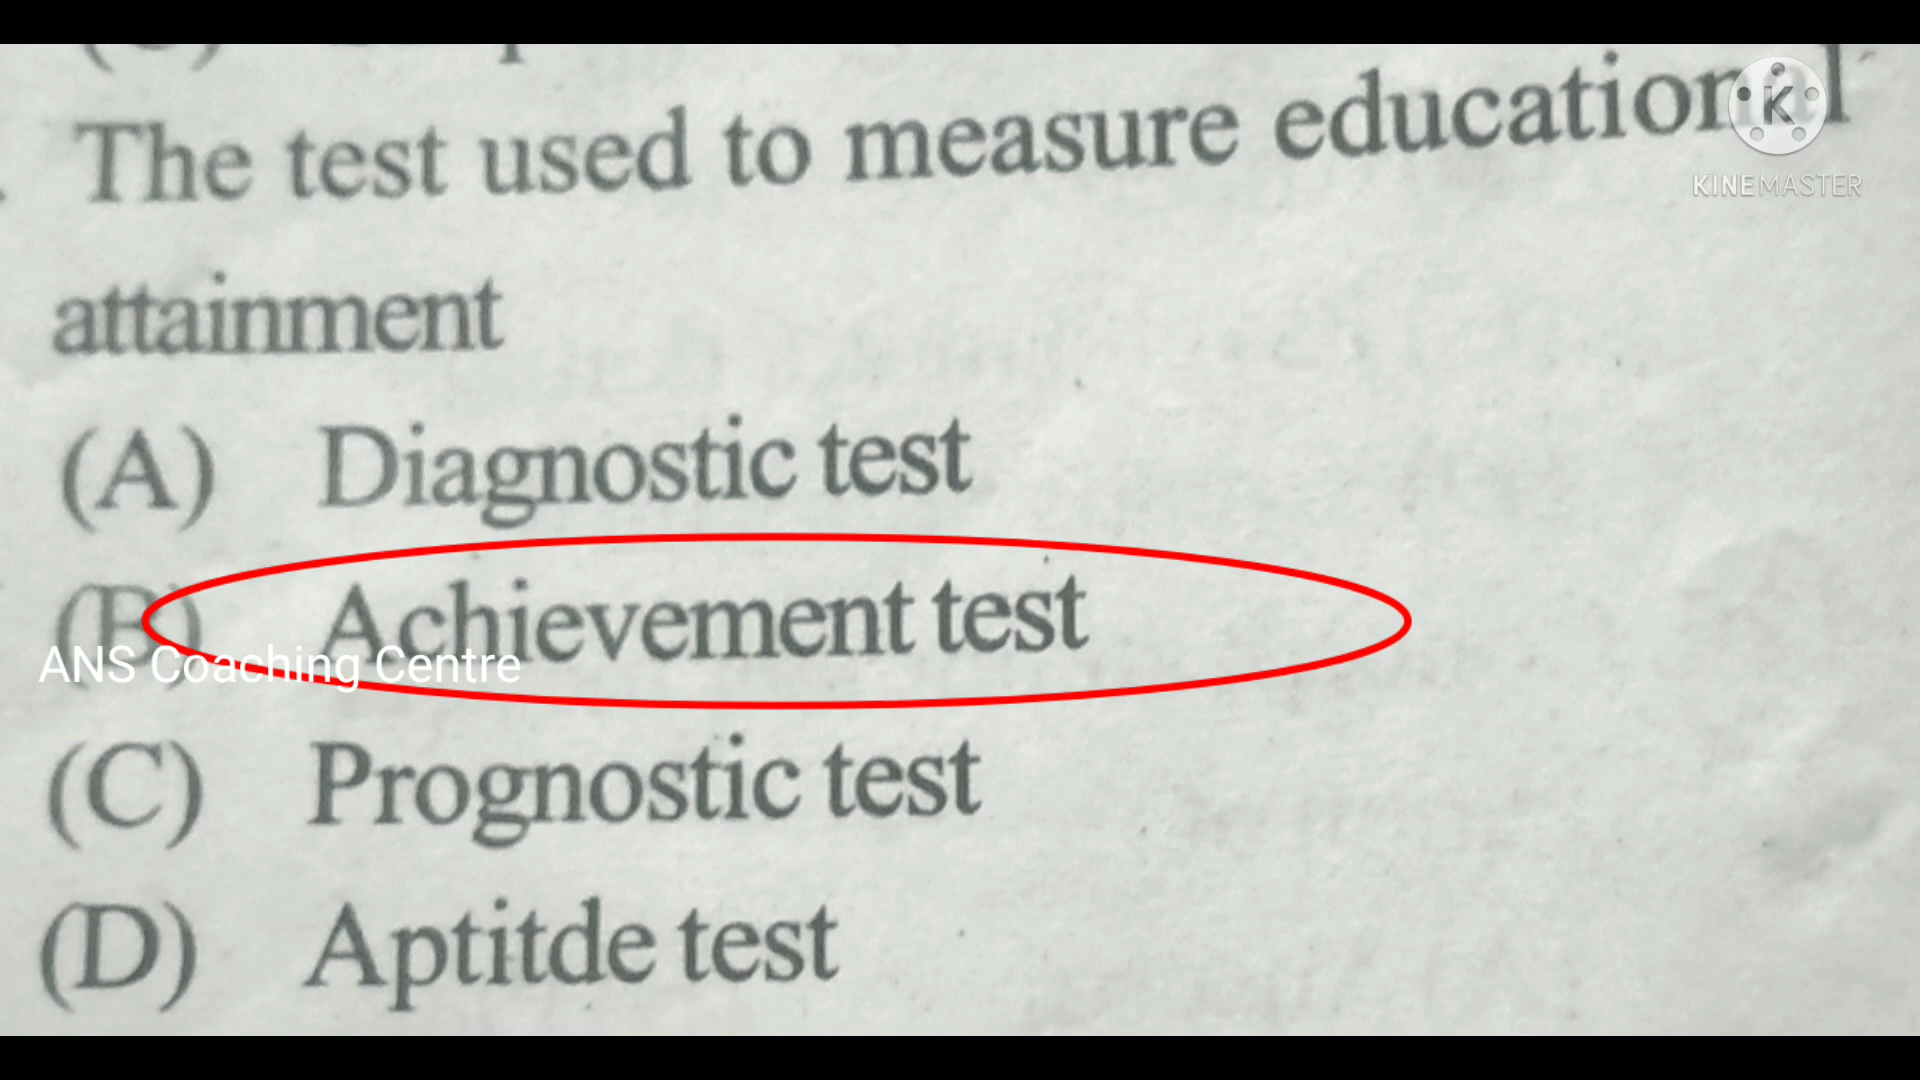 The test used to measure educational
K
KINEMASTER
attainment
(A) Diagnostic test
(B) Achievement test
ANS Coaching Centre
(C) Prognostic test
(D) Aptitde test